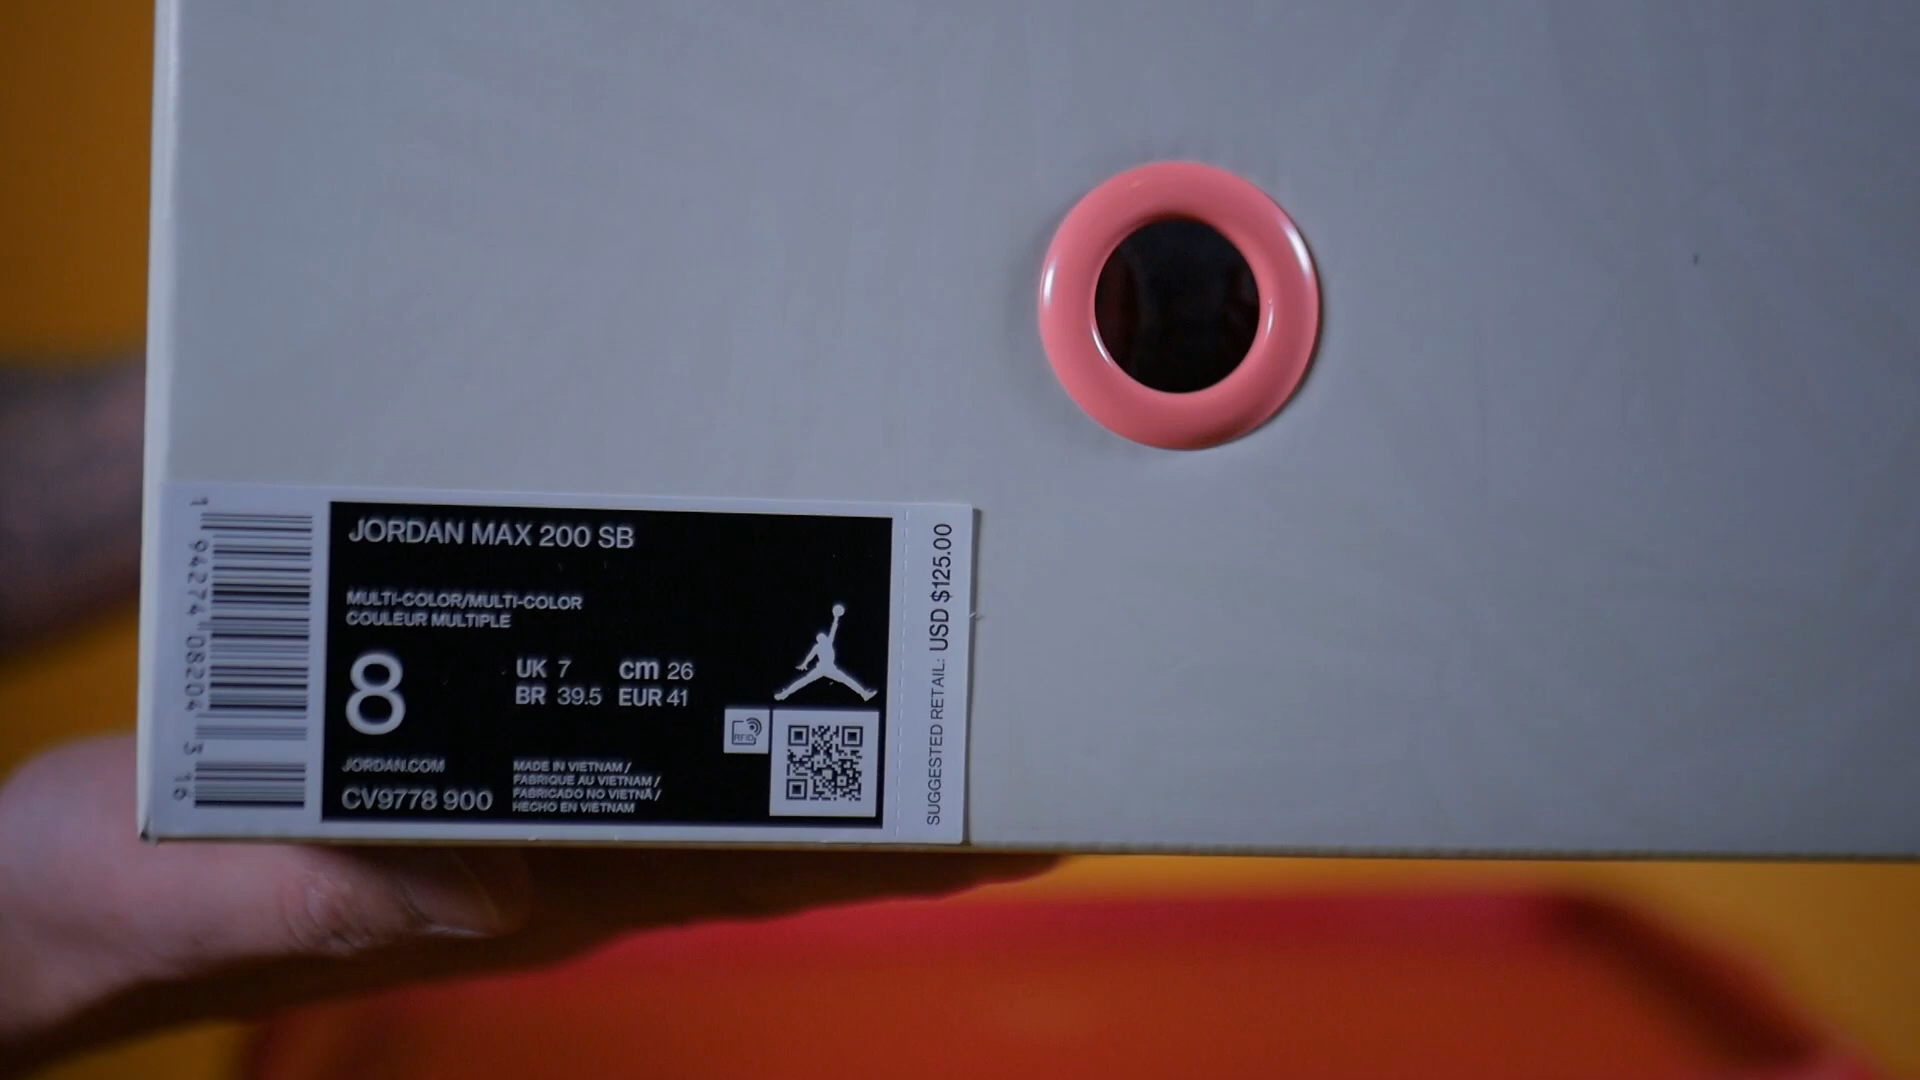 JORDAN MAX 200 SB
MULTI-COLOR/MULTI-COLOR
COULEUR MULTIPLE
8
UK 7 cm 26
BR 39.5 EUR 41
RFID
JORDAN.COM
CV9778 900
MADE IN VIETNAM /
FABRIQUE AU VIETNAM /
FABRICADO NO VIETNÃ /
HECHO EN VIETNAM
SUGGESTED RETAIL: USD $125.00
1 94274 08204 3 16